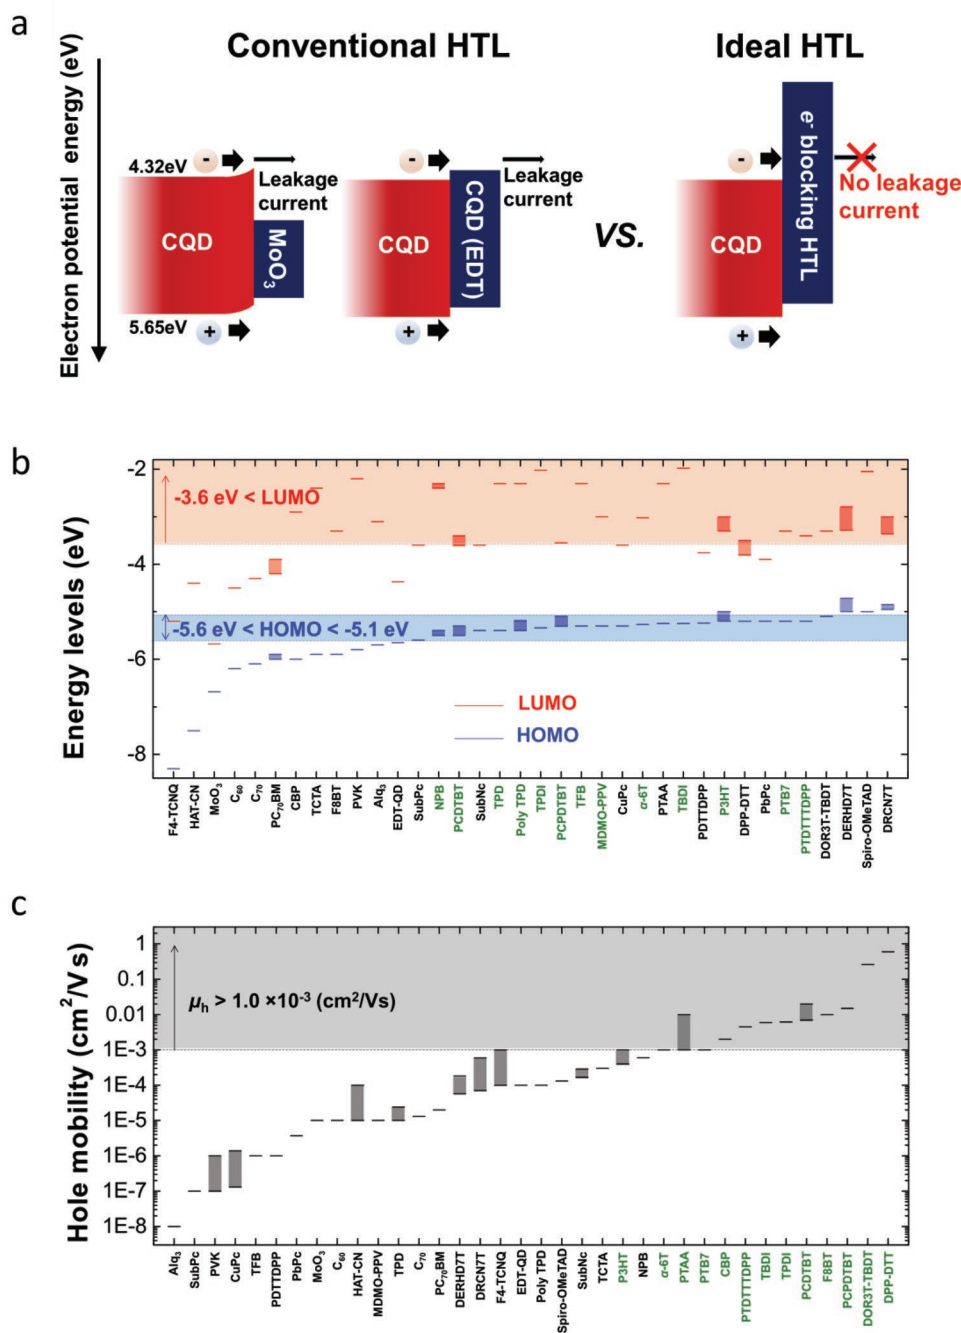 a
Conventional HTL
Ideal HTL
Electron potential energy (eV)
4.32eV
-
Leakage
current
CQD
MoO3
5.65eV
+
-
Leakage
current
CQD
CQD (EDT)
+
VS.
-
e- blocking HTL
No leakage
current
CQD
+
b
Energy levels (eV)
-2
-4
-6
-8
-3.6 eV < LUMO
-5.6 eV < HOMO < -5.1 eV
LUMO
HOMO
F4-TCNQ
HAT-CN
MoO3
C60
C70
PC70BM
CBP
TCTA
F8BT
PVK
Alq3
EDT-QD
SubPc
NPB
PCDTBT
SubNc
TPD
Poly TPD
TPDI
PCPDTBT
TFB
MDMO-PPV
CuPc
α-6T
PTAA
TBDI
PDTTDPP
P3HT
DPP-DTT
PbPc
PTB7
PTDTTTDPP
DOR3T-TBDT
DERHD7T
Spiro-OMeTAD
DRCN7T
c
Hole mobility (cm2/Vs)
1
0.1
0.01
1E-3
1E-4
1E-5
1E-6
1E-7
1E-8
μh > 1.0 ×10-3 (cm2/Vs)
Alq3
SubPc
PVK
CuPc
TFB
PDTTDPP
PbPc
MoO3
C60
HAT-CN
MDMO-PPV
TPD
C70
PC70BM
DERHD7T
DRCN7T
F4-TCNQ
EDT-QD
Poly TPD
Spiro-OMeTAD
SubNc
TCTA
P3HT
NPB
α-6T
PTAA
PTB7
CBP
PTDTTTDPP
TBDI
TPDI
PCDTBT
F8BT
PCPDTBT
DOR3T-TBDT
DPP-DTT